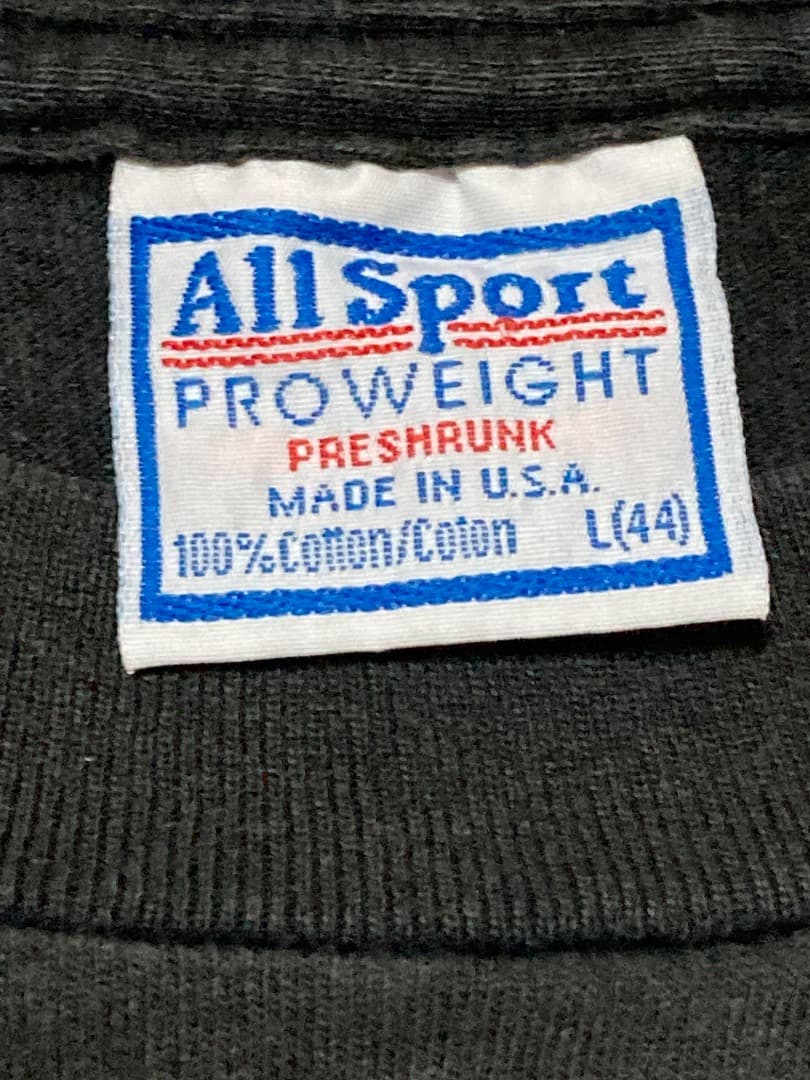 All Sport
PROWEIGHT
PRESHRUNK
MADE IN U.S.A.
100%Cotton/Coton L(44)